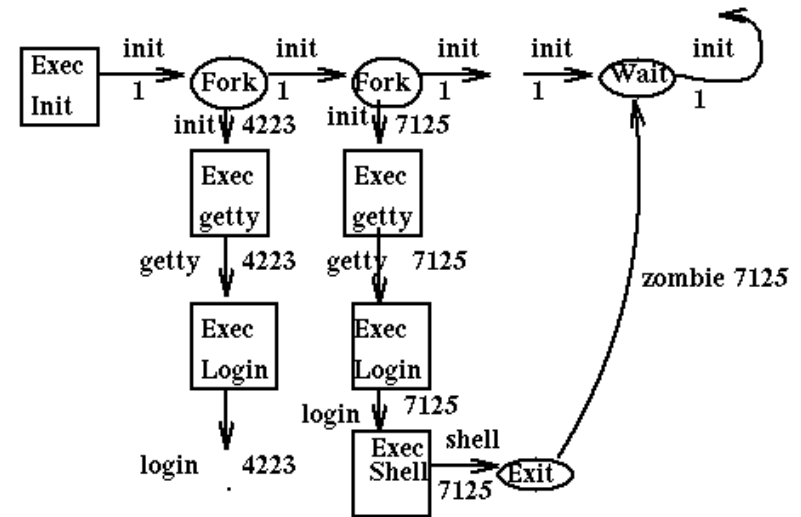 init
init
init
init
init
Exec
Init
1
Fork
1
Fork
1
1
Wait
1
init
4223
init
7125
Exec
getty
Exec
getty
getty
4223
getty
7125
zombie 7125
Exec
Login
Exec
Login
login
7125
login
4223
Exec
Shell
shell
7125
Exit